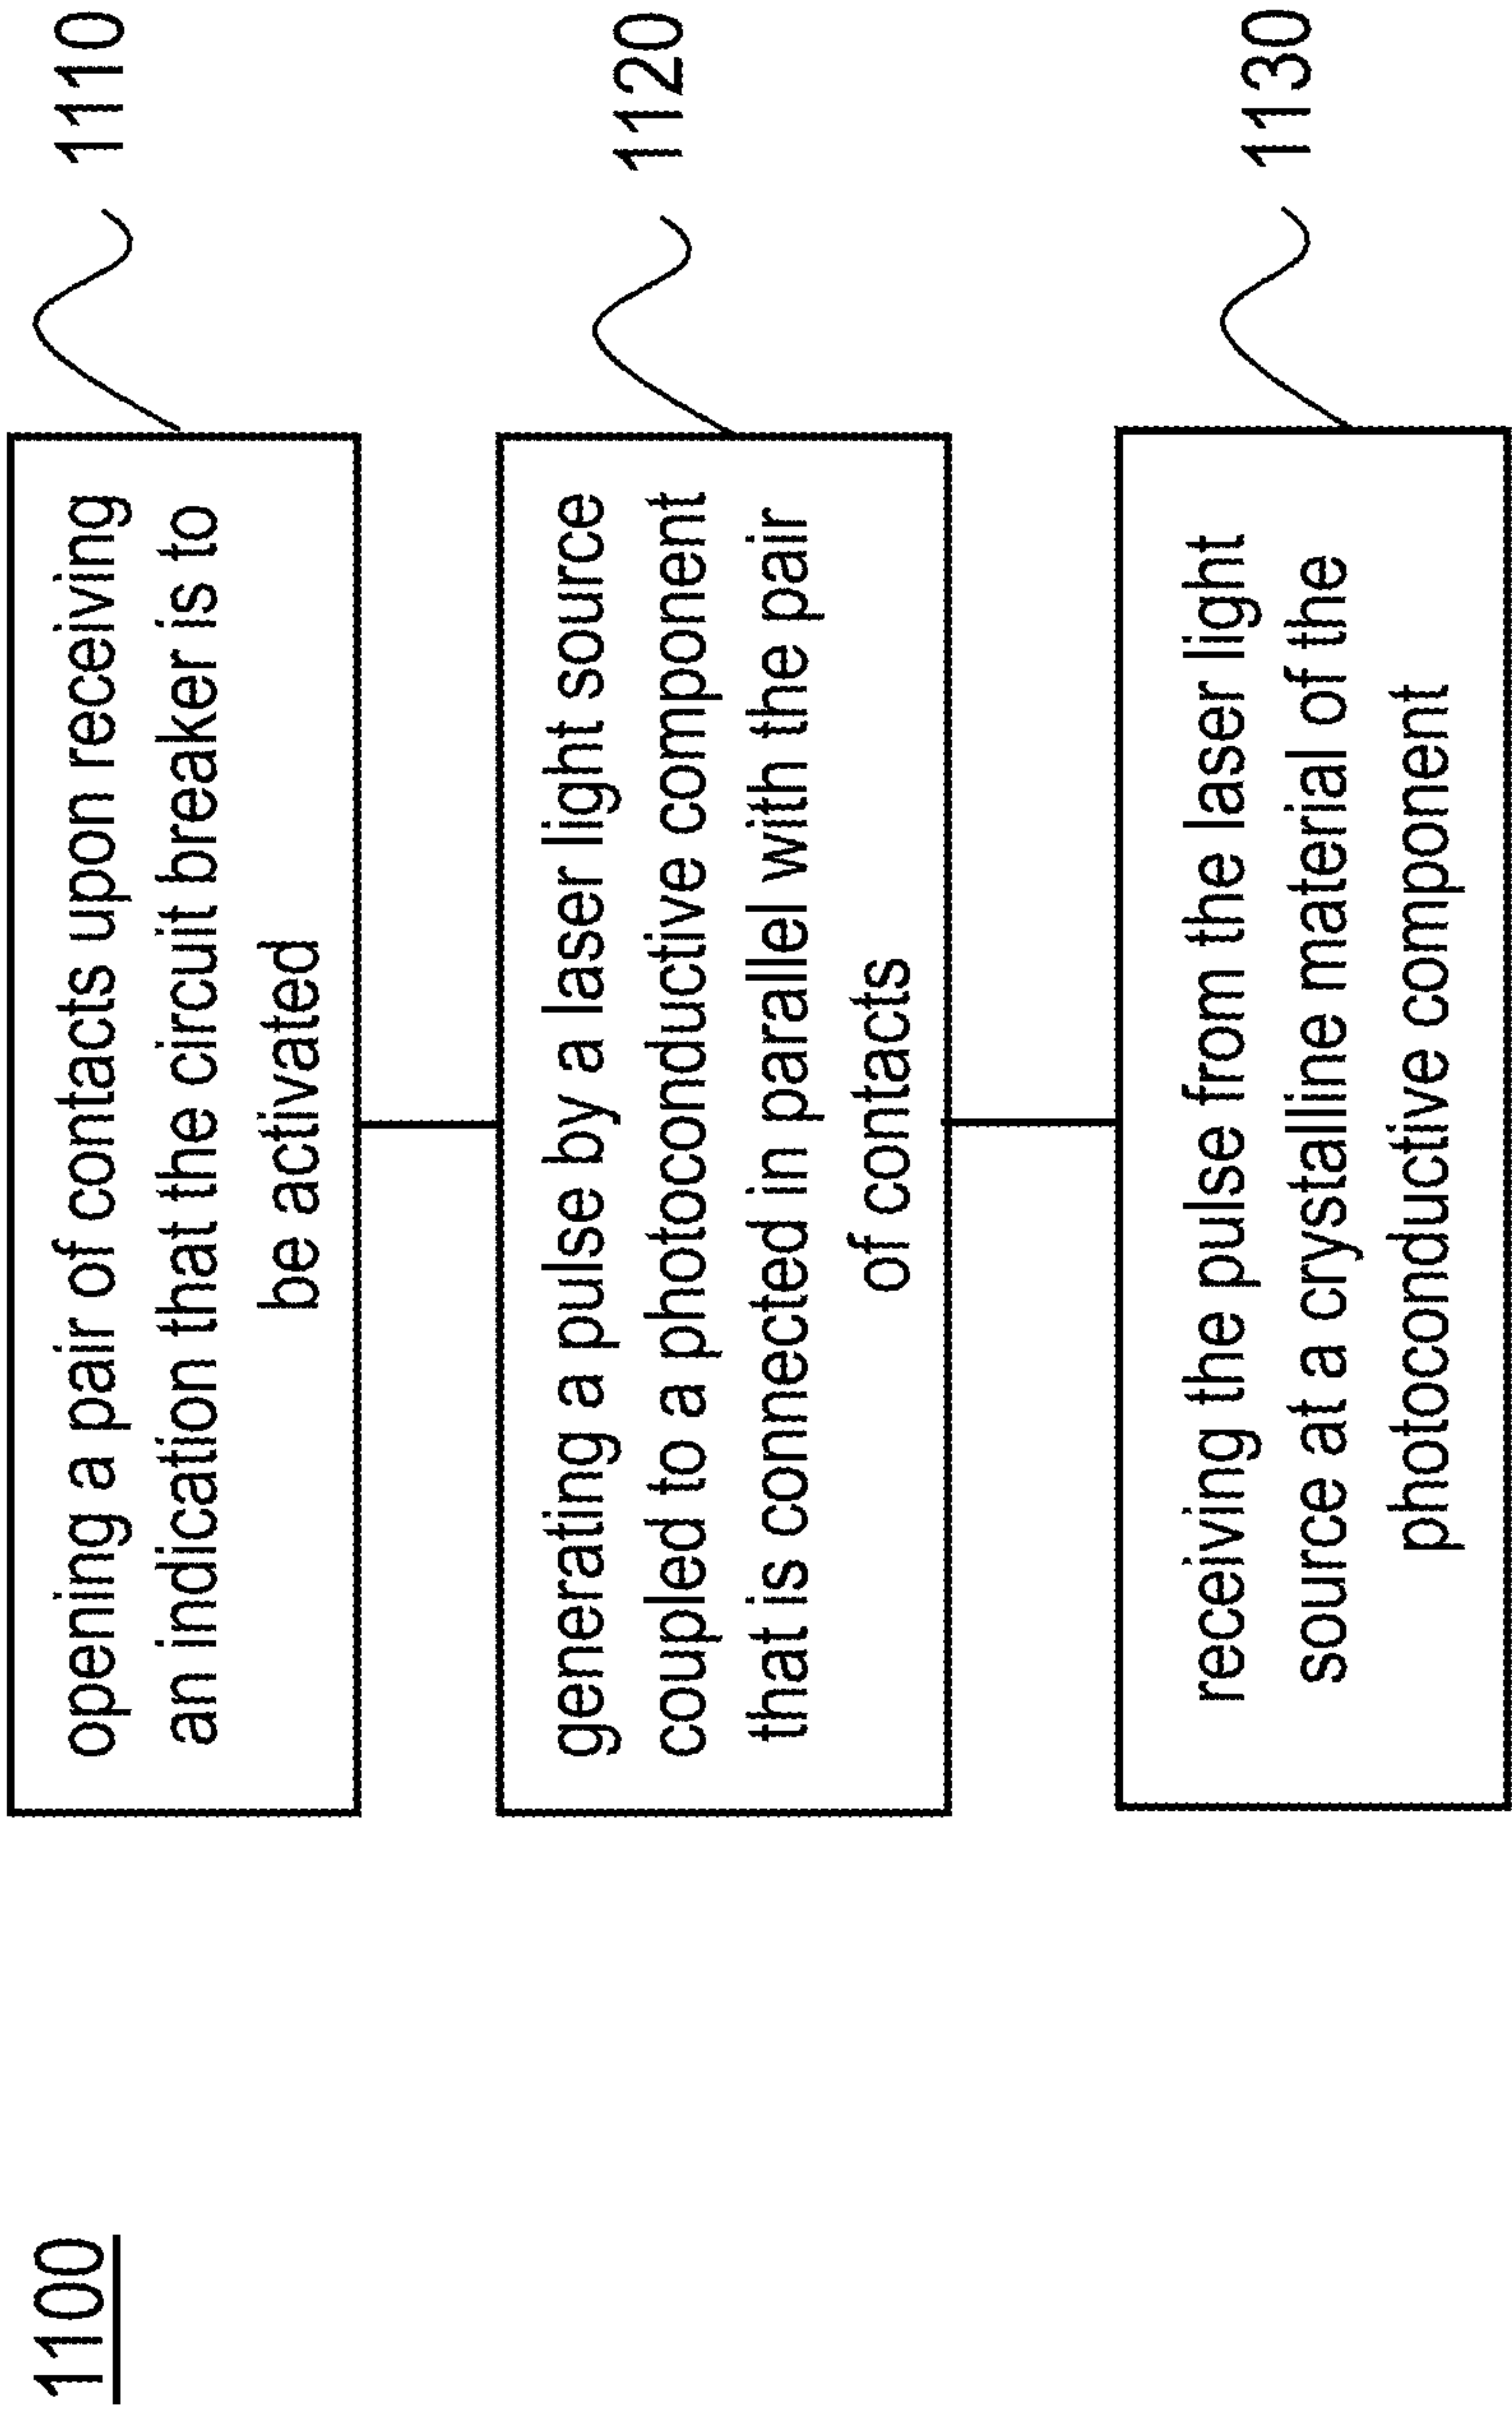 1100
opening a pair of contacts upon receiving
an indication that the circuit breaker is to
be activated
1110
generating a pulse by a laser light source
coupled to a photoconductive component
that is connected in parallel with the pair
of contacts
1120
receiving the pulse from the laser light
source at a crystalline material of the
photoconductive component
1130